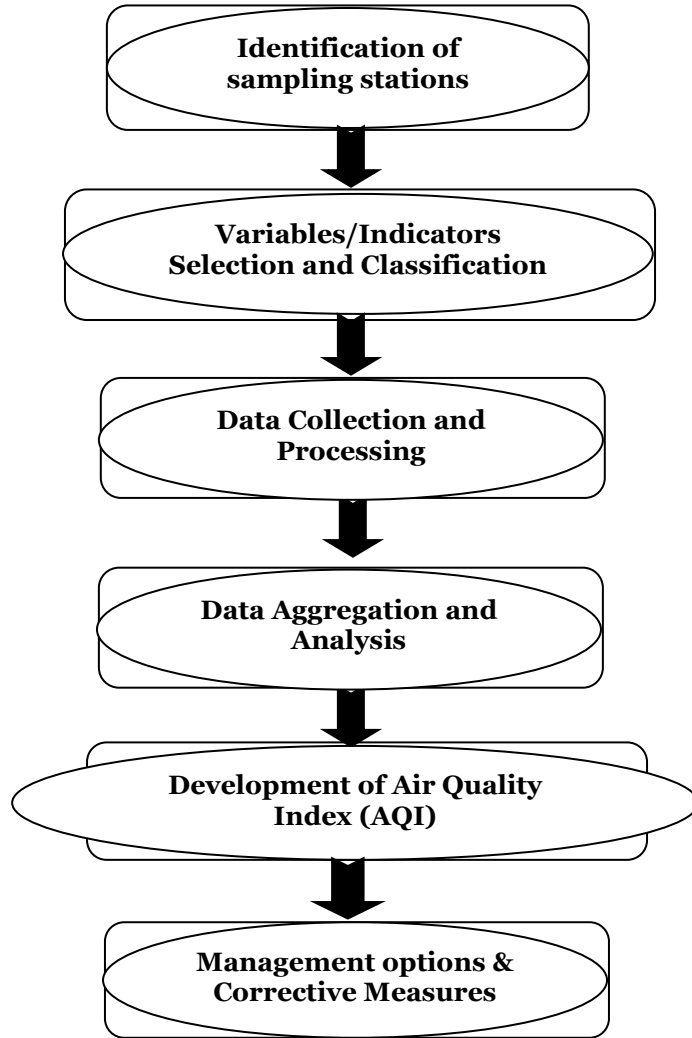 Identification of
sampling stations
Variables/Indicators
Selection and Classification
Data Collection and
Processing
Data Aggregation and
Analysis
Development of Air Quality
Index (AQI)
Management options &
Corrective Measures